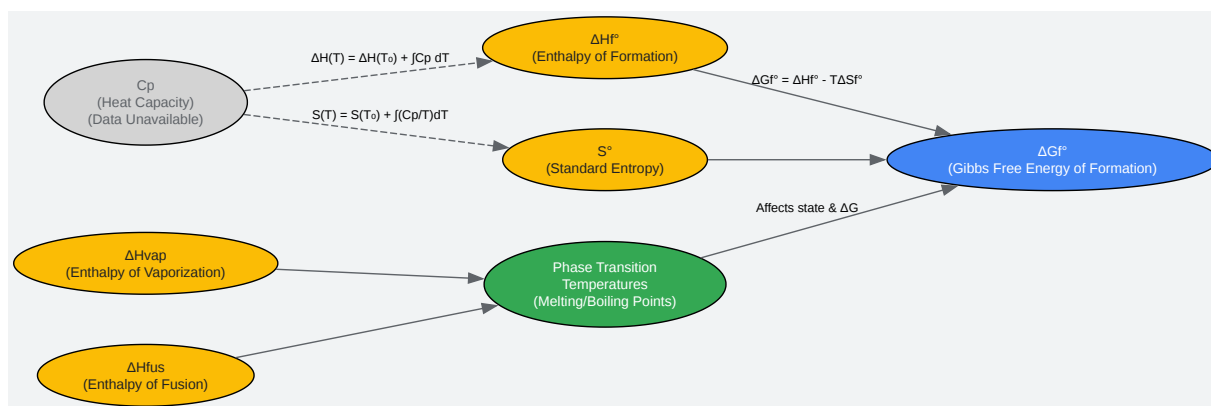 Cp
(Heat Capacity)
(Data Unavailable)
ΔH(T) = ΔH(T₀) + ∫Cp dT
S(T) = S(T₀) + ∫(Cp/T)dT
ΔHf°
(Enthalpy of Formation)
ΔGf° = ΔHf° - TΔSf°
S°
(Standard Entropy)
ΔGf°
(Gibbs Free Energy of Formation)
Affects state & ΔG
ΔHvap
(Enthalpy of Vaporization)
Phase Transition
Temperatures
(Melting/Boiling Points)
ΔHfus
(Enthalpy of Fusion)